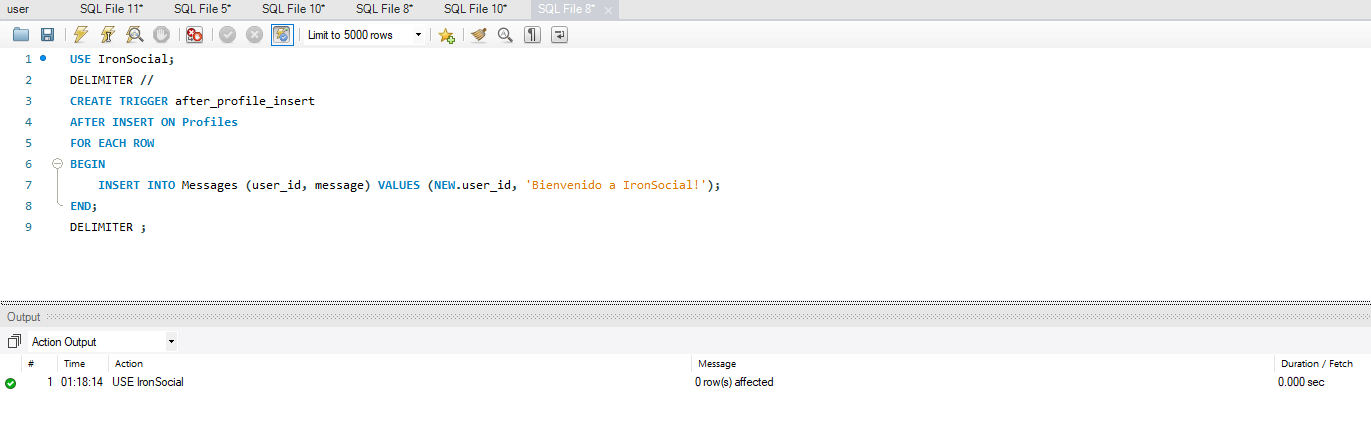 user SQL File 11* SQL File 5* SQL File 10* SQL File 8* SQL File 10* SQL File 8*
Limit to 5000 rows
1 USE IronSocial;
2 DELIMITER //
3 CREATE TRIGGER after_profile_insert
4 AFTER INSERT ON Profiles
5 FOR EACH ROW
6 BEGIN
7 INSERT INTO Messages (user_id, message) VALUES (NEW.user_id, 'Bienvenido a IronSocial!');
8 END;
9 DELIMITER ;
Output
Action Output
# Time Action Message Duration / Fetch
1 01:18:14 USE IronSocial 0 row(s) affected 0.000 sec